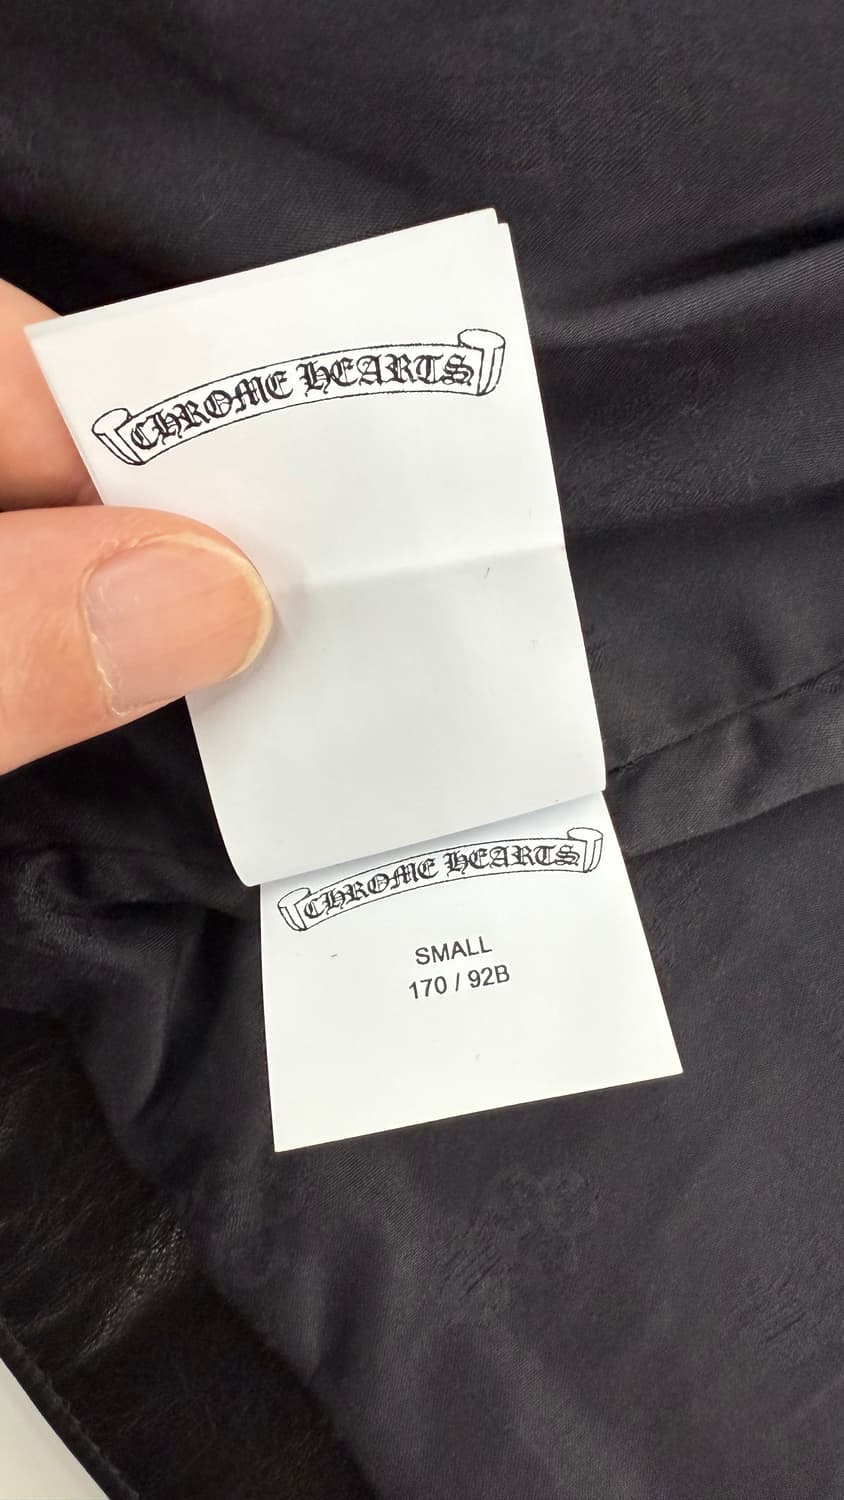 CHROME HEARTS
CHROME HEARTS
SMALL
170 / 92B